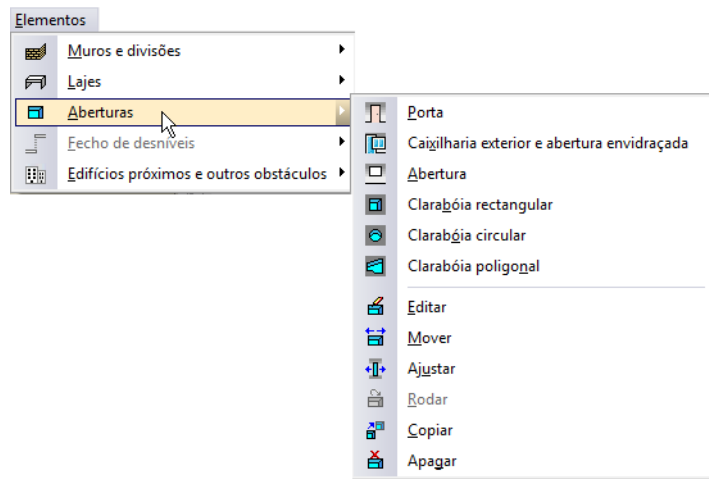 Elementos
Muros e divisões
Lajes
Aberturas
Fecho de desníveis
Edifícios próximos e outros obstáculos
Porta
Caixilharia exterior e abertura envidraçada
Abertura
Clarabóia rectangular
Clarabóia circular
Clarabóia poligonal
Editar
Mover
Ajustar
Rodar
Copiar
Apagar